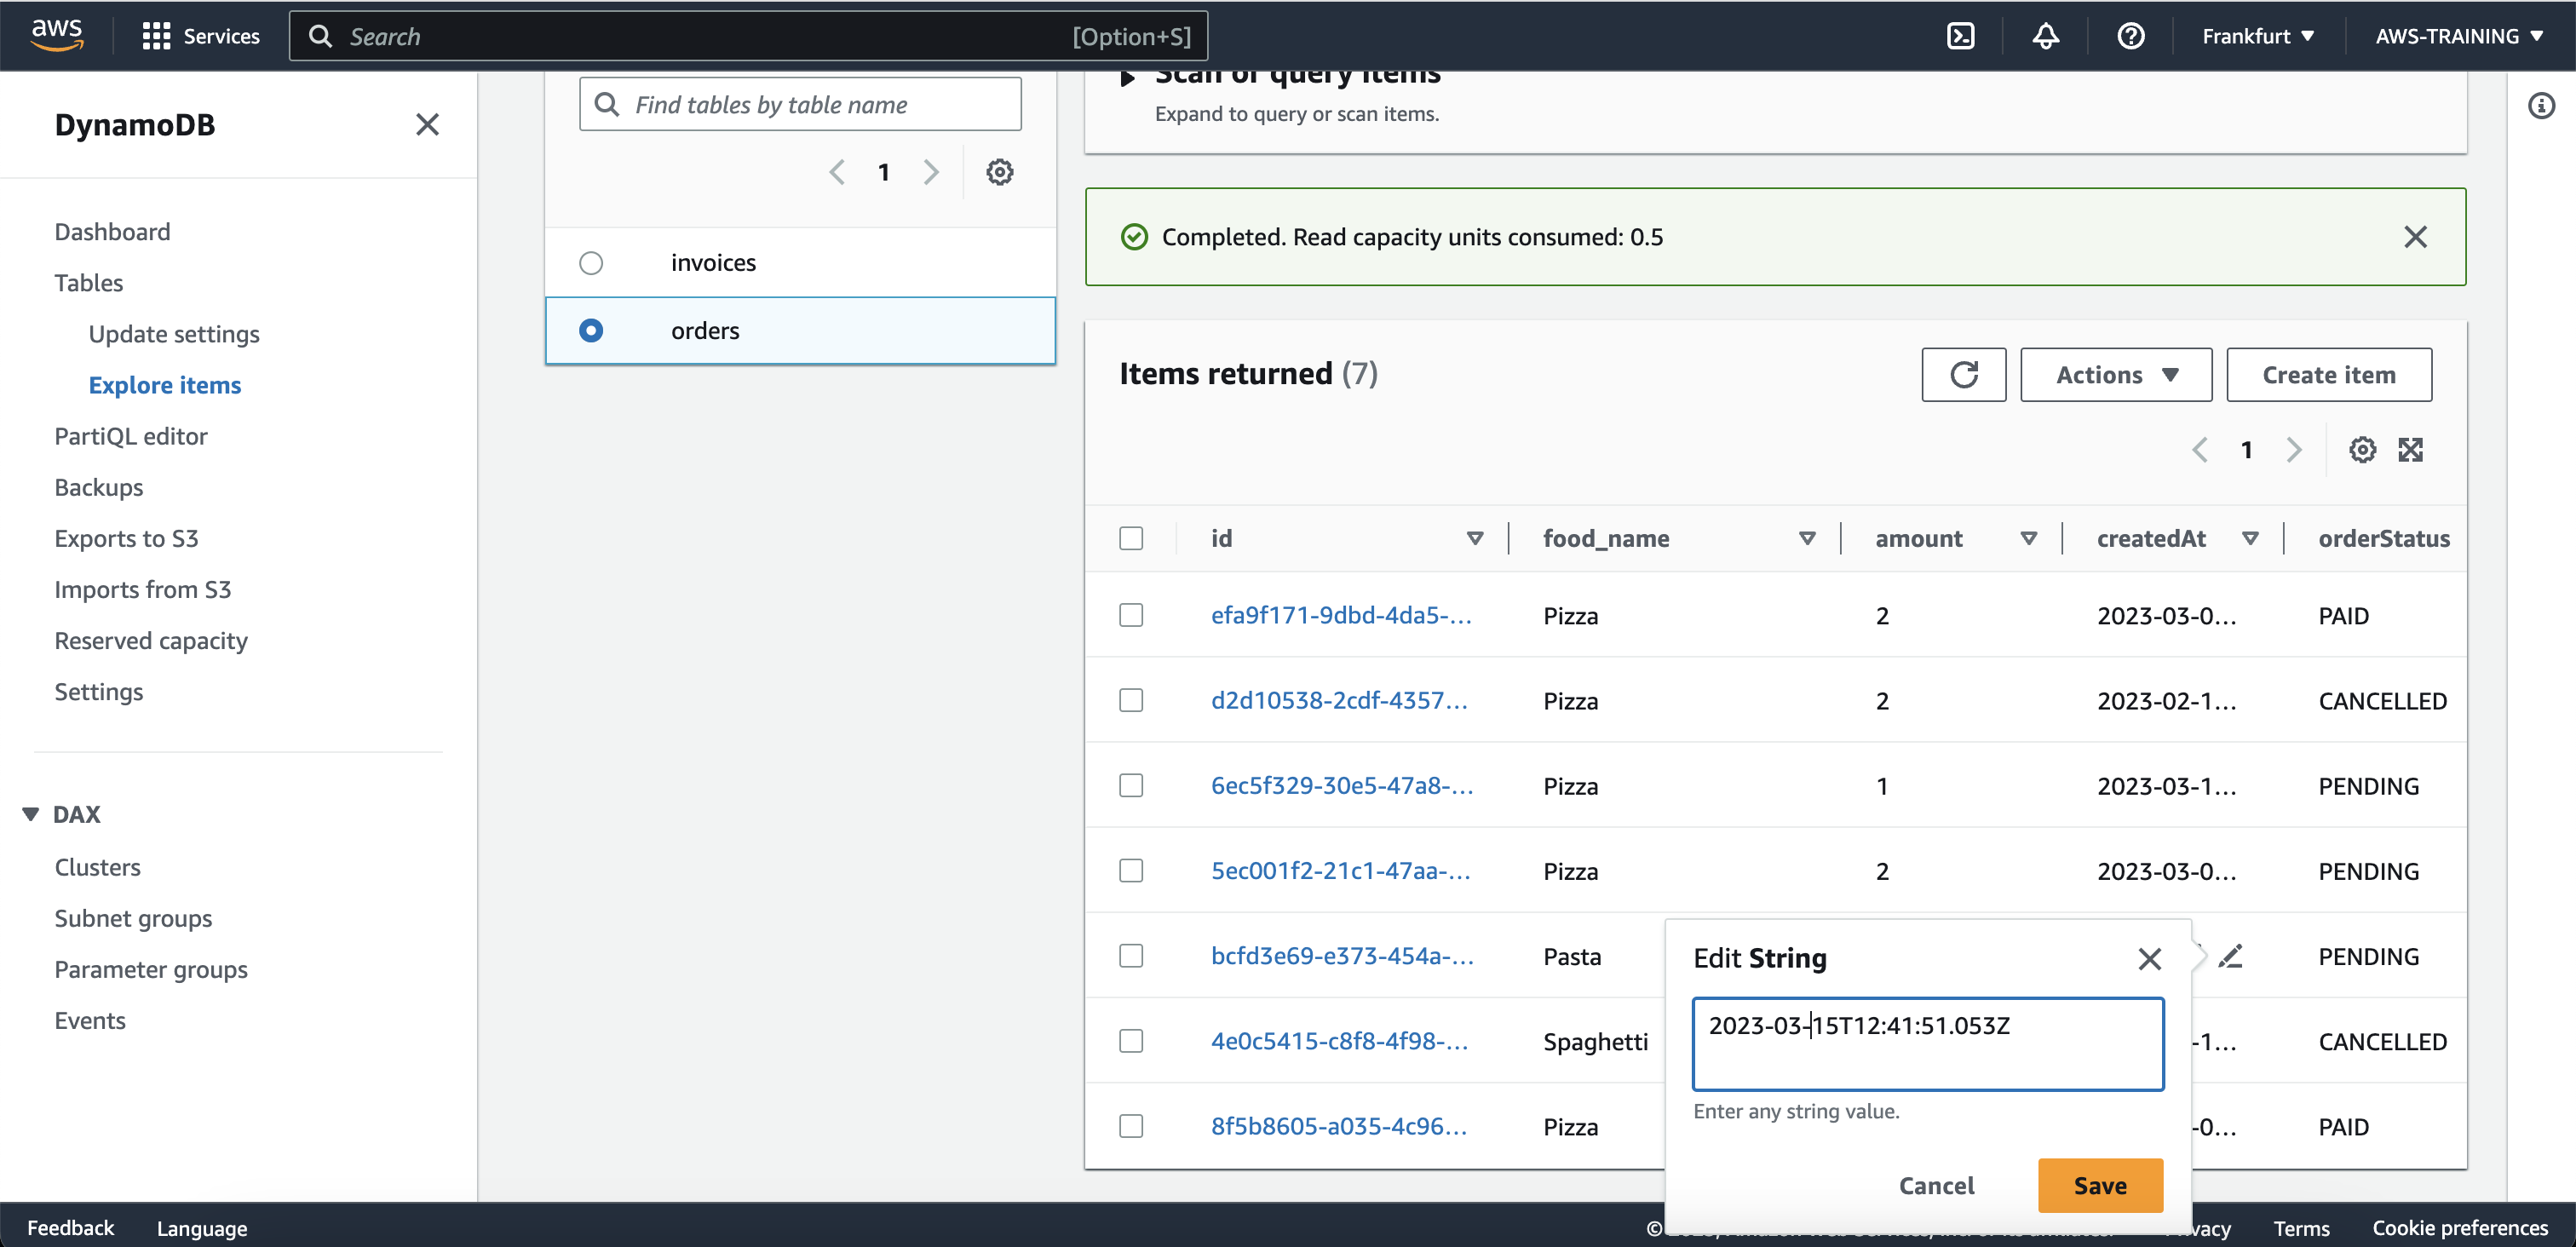 aws
Services
Search
[Option+S]
Frankfurt
AWS-TRAINING
DynamoDB
Dashboard
Tables
Update settings
Explore items
PartiQL editor
Backups
Exports to S3
Imports from S3
Reserved capacity
Settings
DAX
Clusters
Subnet groups
Parameter groups
Events
Find tables by table name
1
invoices
orders
Scan or query items
Expand to query or scan items.
Completed. Read capacity units consumed: 0.5
Items returned (7)
Actions
Create item
1
id food_name amount createdAt orderStatus
efa9f171-9dbd-4da5-... Pizza 2 2023-03-0... PAID
d2d10538-2cdf-4357... Pizza 2 2023-02-1... CANCELLED
6ec5f329-30e5-47a8-... Pizza 1 2023-03-1... PENDING
5ec001f2-21c1-47aa-... Pizza 2 2023-03-0... PENDING
bcfd3e69-e373-454a-... Pasta PENDING
4e0c5415-c8f8-4f98-... Spaghetti -1... CANCELLED
8f5b8605-a035-4c96... Pizza -0... PAID
Edit String
2023-03-15T12:41:51.053Z
Enter any string value.
Cancel
Save
Feedback
Language
©
Terms
Cookie preferences